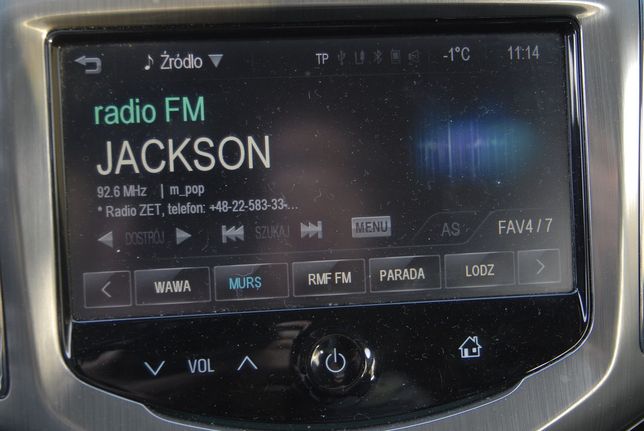 Źródło TP -1°C 11:14
radio FM
JACKSON
92.6 MHz | m_pop
* Radio ZET, telefon: +48-22-583-33-...
DOSTRÓJ SZUKAJ MENU AS FAV4 / 7
WAWA MURS RMF FM PARADA LODZ
VOL